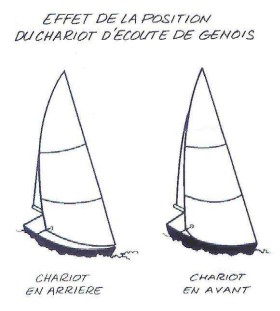 EFFET DE LA POSITION
DU CHARIOT D'ECOUTE DE GENOIS
CHARIOT
EN ARRIERE
CHARIOT
EN AVANT